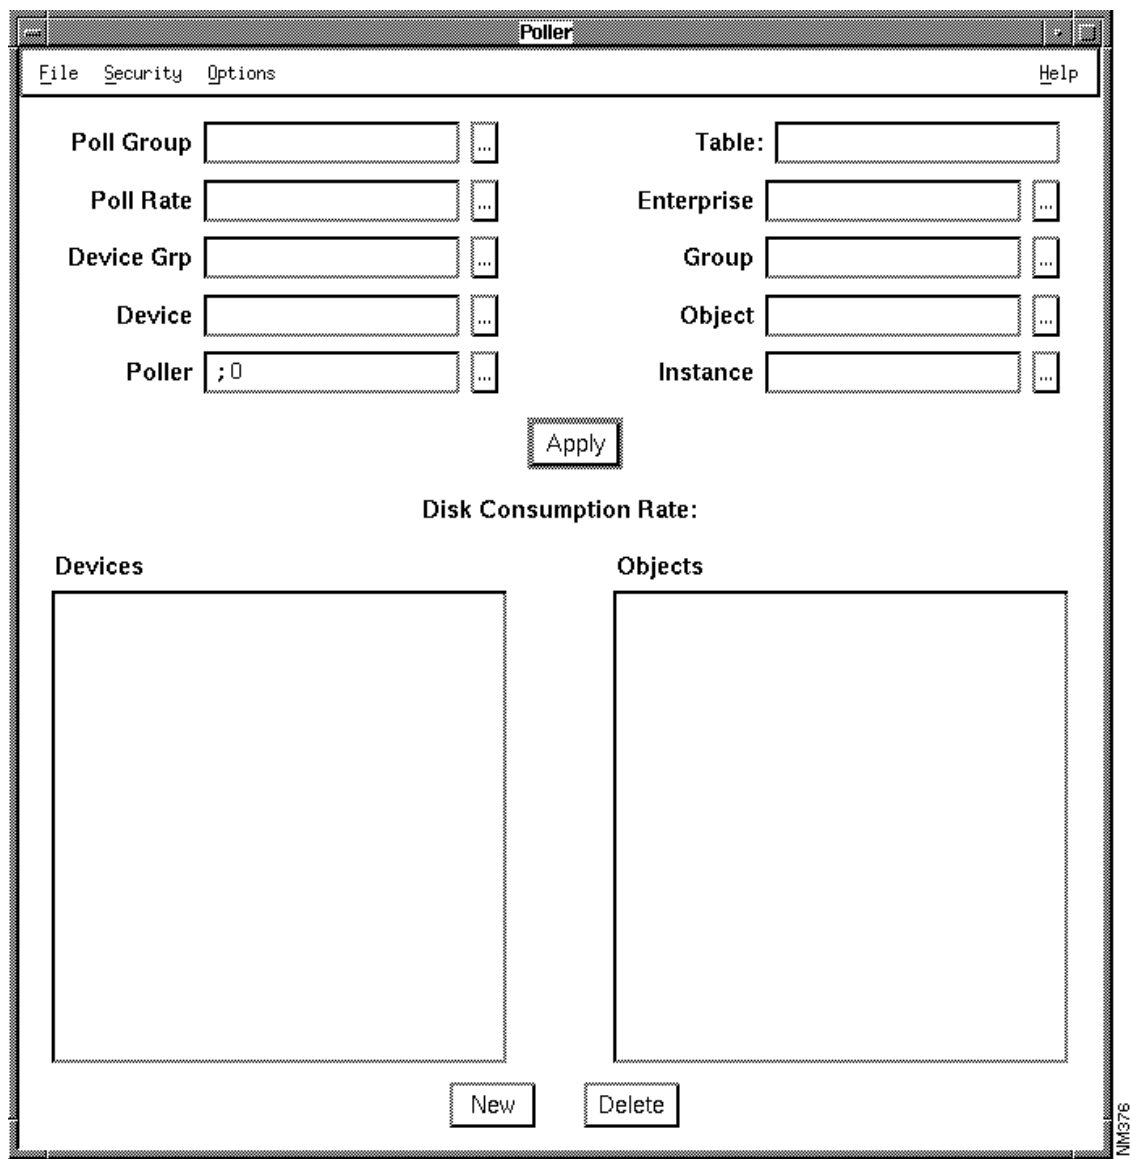 Poller
File Security Options Help
Poll Group ... Table:
Poll Rate ... Enterprise ...
Device Grp ... Group ...
Device ... Object ...
Poller ;0 ... Instance ...
Apply
Disk Consumption Rate:
Devices Objects
New Delete
NM376